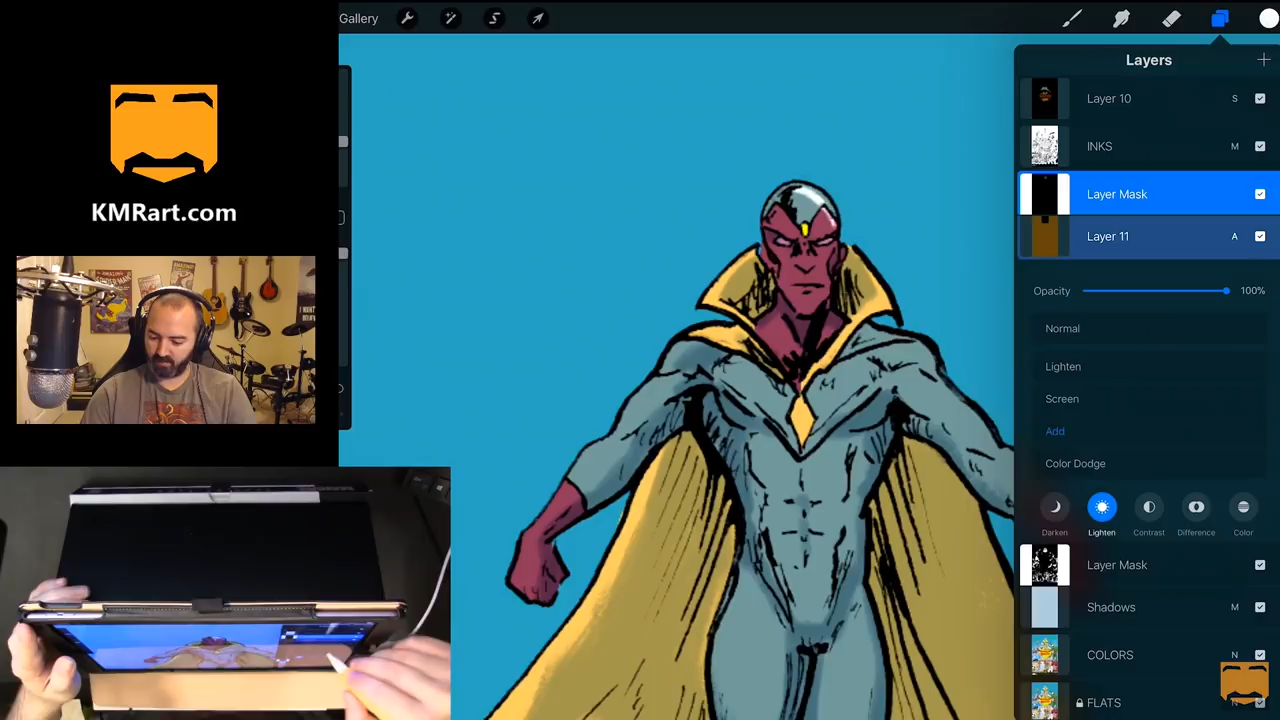 Gallery
S
Layers
Layer 10 S
INKS M
Layer Mask
Layer 11 A
Opacity 100%
Normal
Lighten
Screen
Add
Color Dodge
Darken Lighten Contrast Difference Color
Layer Mask
Shadows M
COLORS N
FLATS
KMRart.com